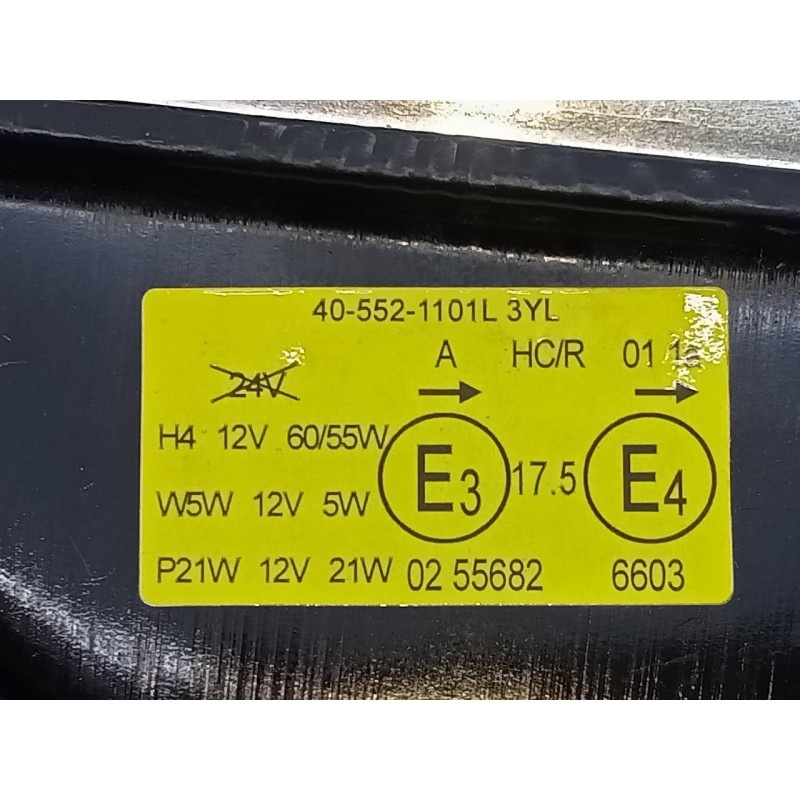 40-552-1101L 3YL
A HC/R 01 1a
24V
H4 12V 60/55W E3 17.5 E4
W5W 12V 5W
P21W 12V 21W 02 55682 6603